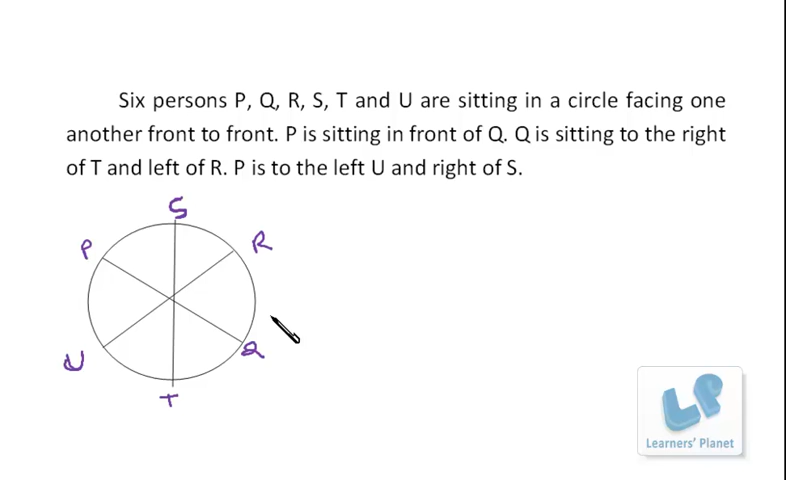 Six persons P, Q, R, S, T and U are sitting in a circle facing one
another front to front. P is sitting in front of Q. Q is sitting to the right
of T and left of R. P is to the left U and right of S.
S
P
R
U
Q
T
LP
Learners' Planet